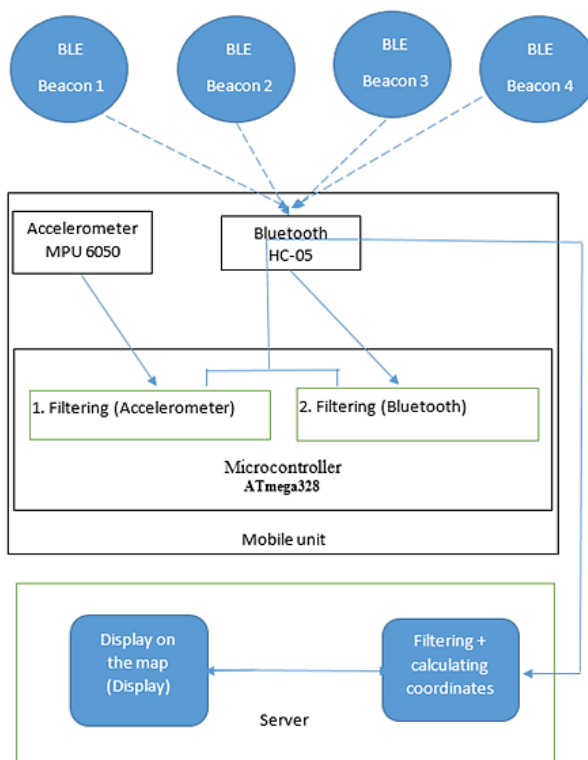 BLE
Beacon 1
BLE
Beacon 2
BLE
Beacon 3
BLE
Beacon 4
Accelerometer
MPU 6050
Bluetooth
HC-05
1. Filtering (Accelerometer)
2. Filtering (Bluetooth)
Microcontroller
ATmega328
Mobile unit
Display on
the map
(Display)
Filtering +
calculating
coordinates
Server